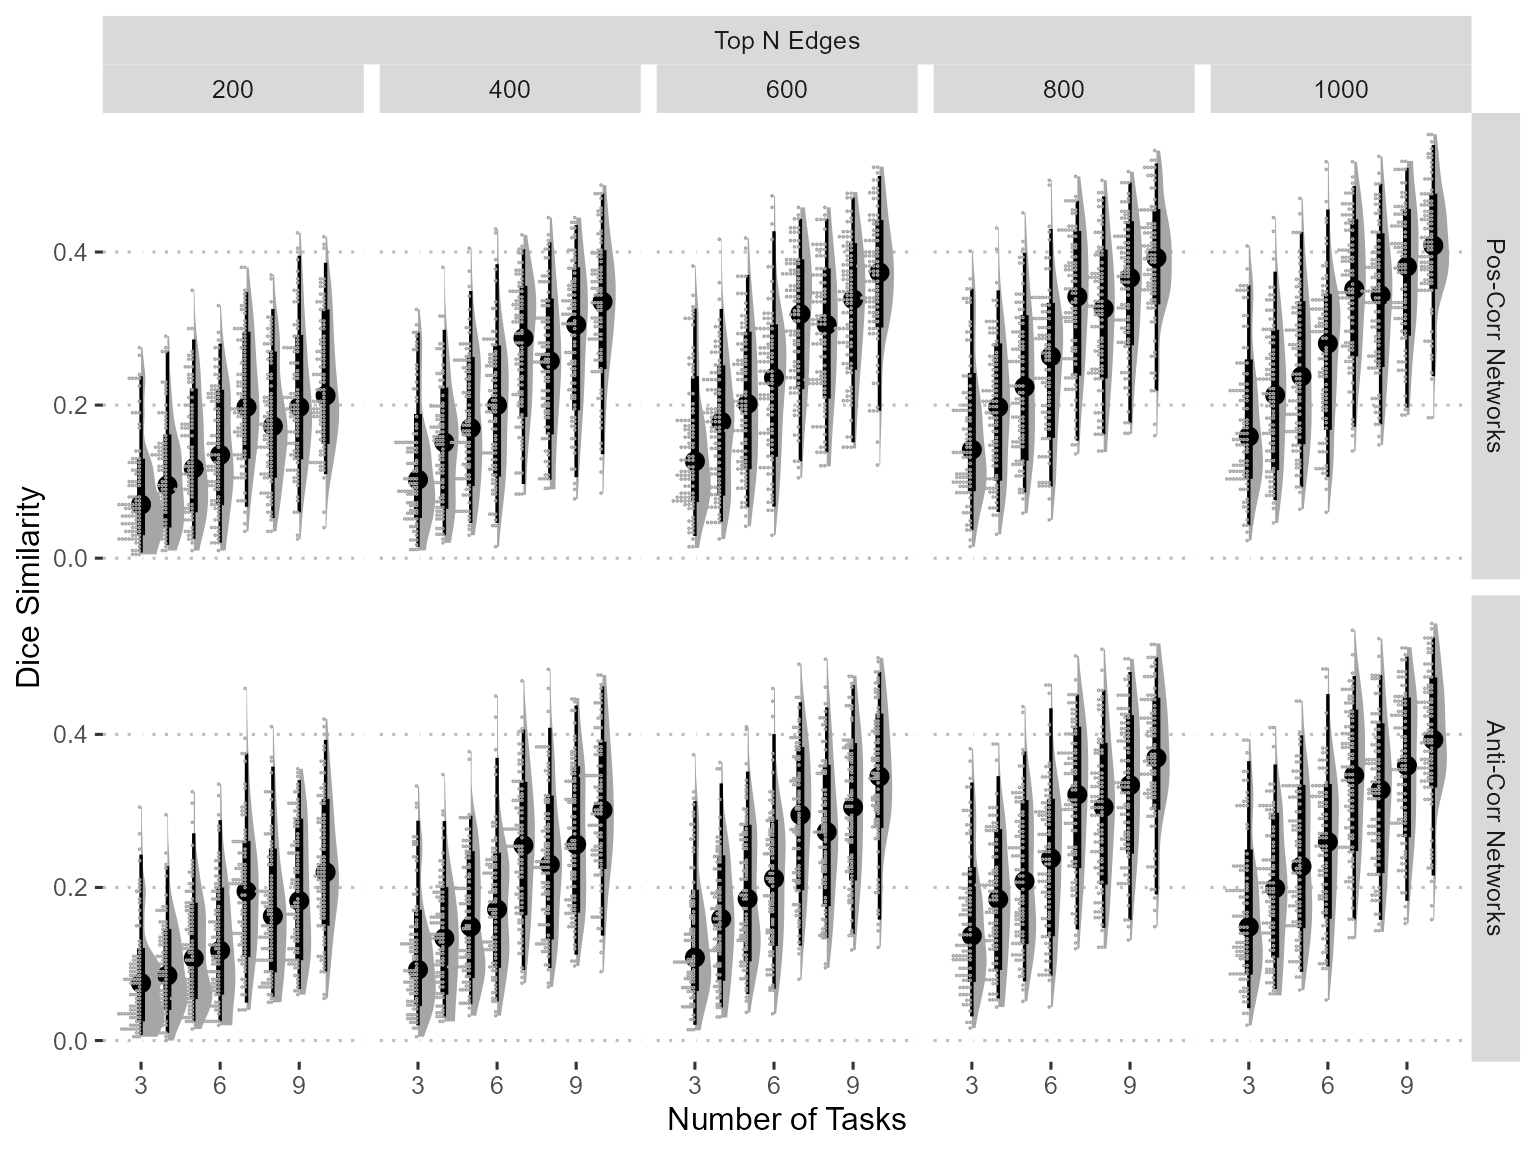 Top N Edges
200 400 600 800 1000
0.4
0.2
0.0
Pos-Corr Networks
Dice Similarity
0.4
0.2
0.0
Anti-Corr Networks
3 6 9 3 6 9 3 6 9 3 6 9 3 6 9
Number of Tasks